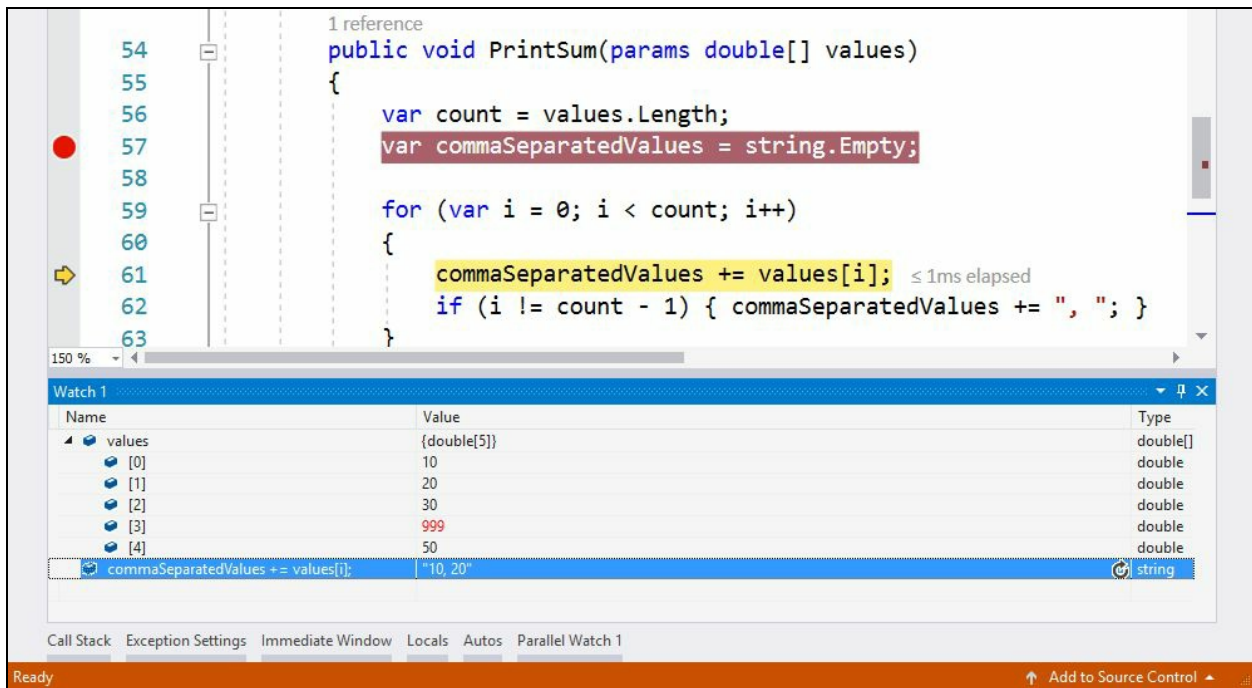 1 reference
54 public void PrintSum(params double[] values)
55 {
56 var count = values.Length;
57 var commaSeparatedValues = string.Empty;
58
59 for (var i = 0; i < count; i++)
60 {
61 commaSeparatedValues += values[i]; ≤ 1ms elapsed
62 if (i != count - 1) { commaSeparatedValues += ", "; }
63 }
150 %
Watch 1
Name Value Type
values {double[5]} double[]
[0] 10 double
[1] 20 double
[2] 30 double
[3] 999 double
[4] 50 double
commaSeparatedValues += values[i]; "10, 20" string
Call Stack Exception Settings Immediate Window Locals Autos Parallel Watch 1
Ready Add to Source Control